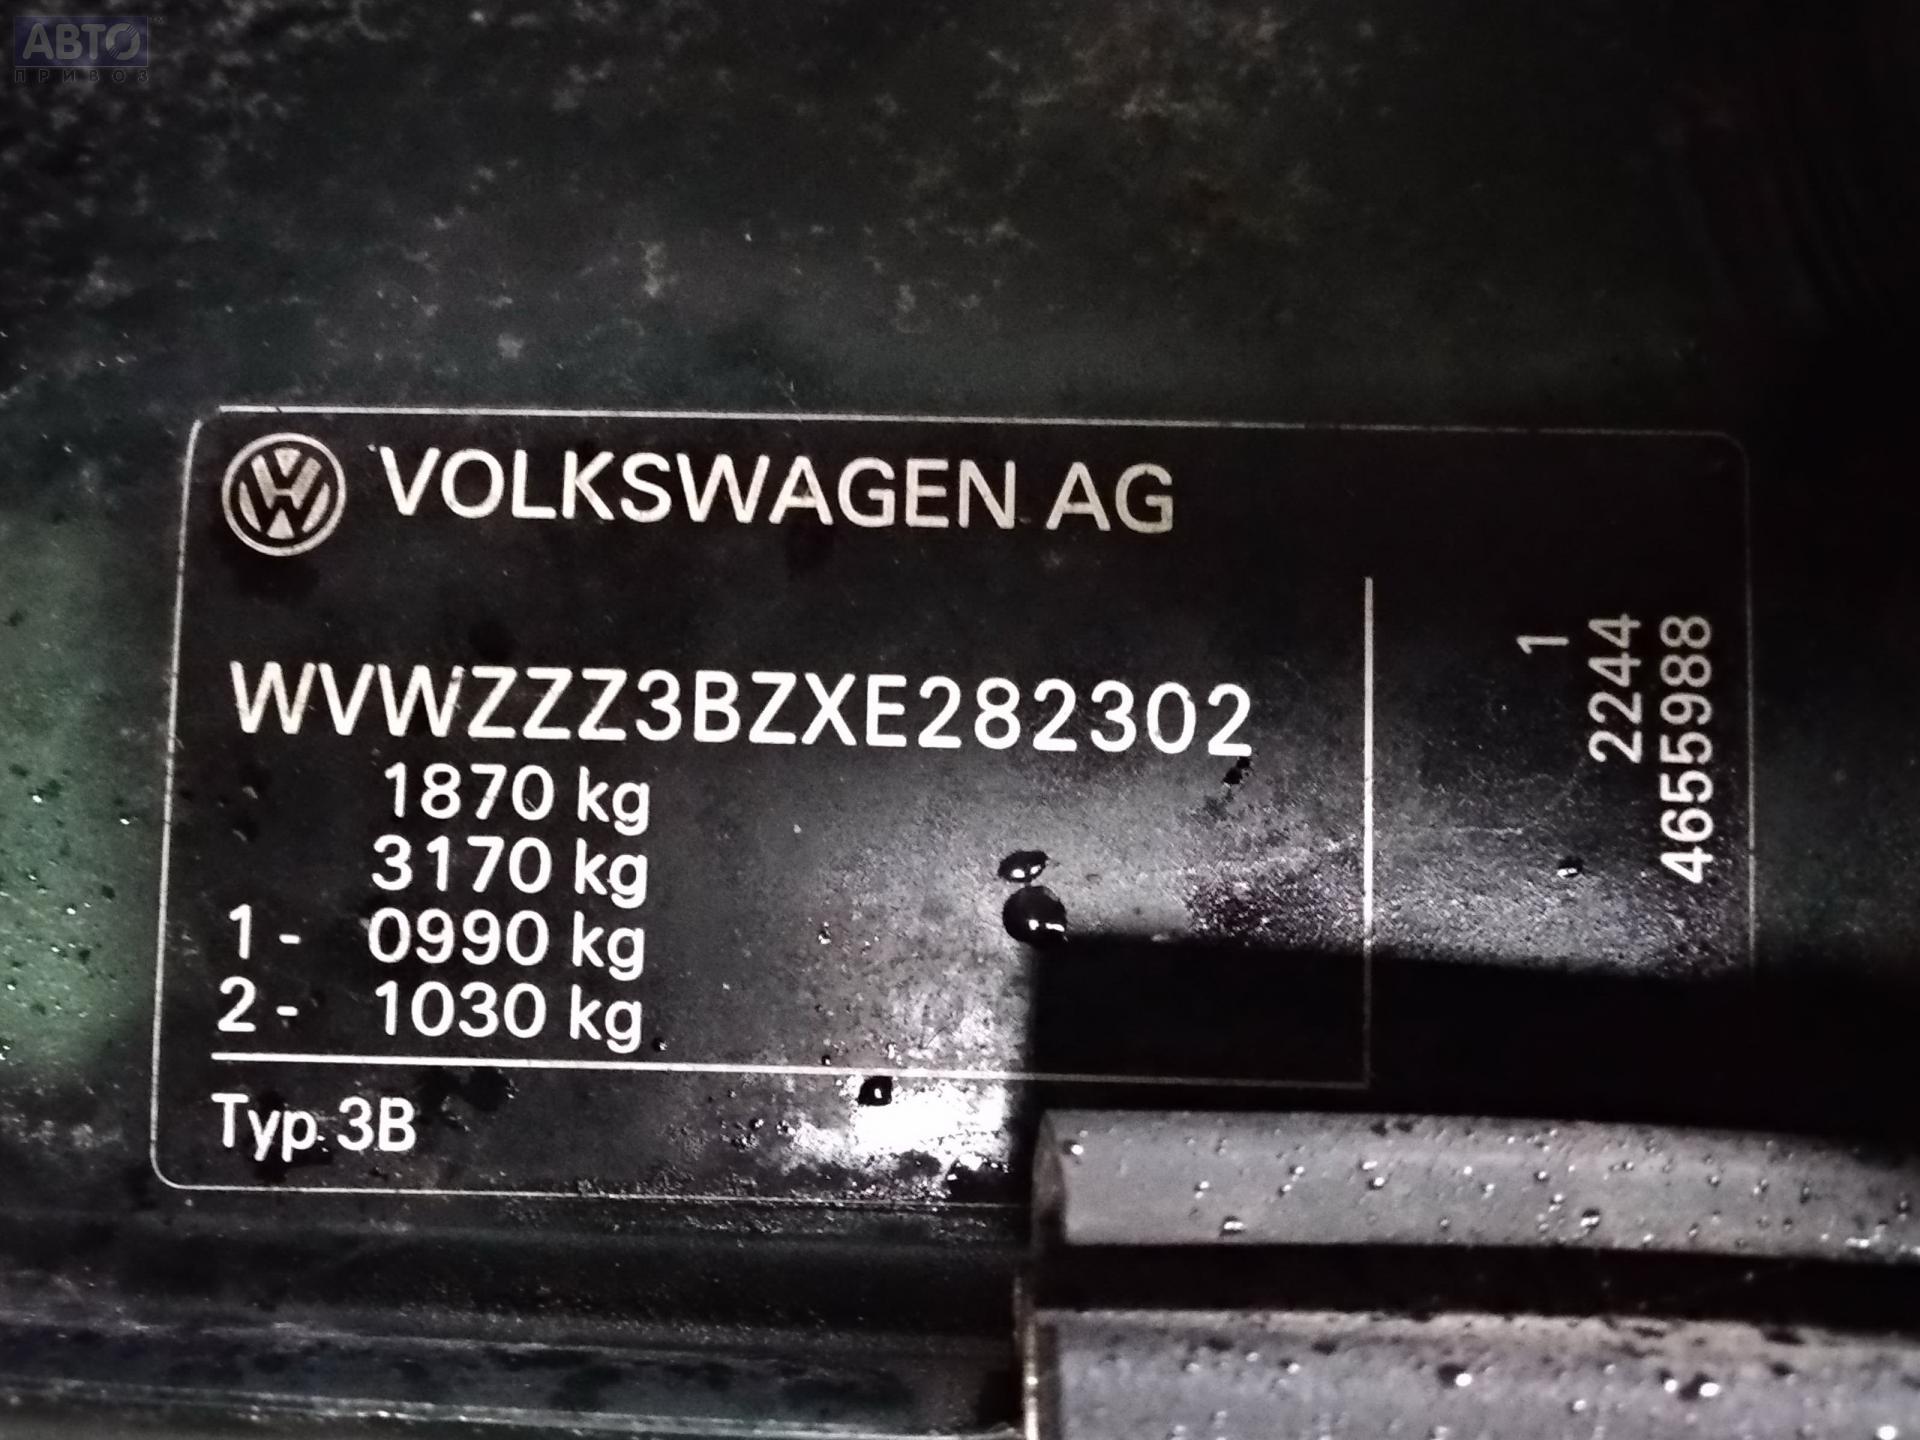 АВТО
ПРИВОЗ
VOLKSWAGEN AG
WVWZZZ3BZXE282302
1870 kg
3170 kg
1 - 0990 kg
2 - 1030 kg
Typ 3B
1
2244
4655988